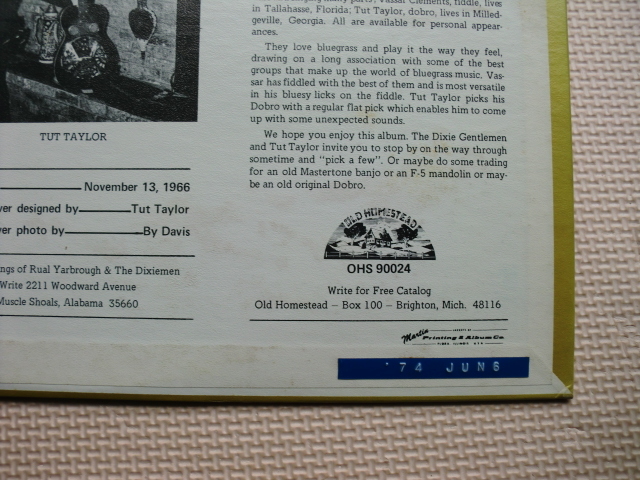 TUT TAYLOR
November 13, 1966
ver designed by Tut Taylor
ver photo by By Davis
ngs of Rual Yarbrough & The Dixiemen
Write 2211 Woodward Avenue
Muscle Shoals, Alabama 35660
many parts; Vassar Clements, fiddle, lives
in Tallahasse, Florida; Tut Taylor, dobro, lives in Milled-
geville, Georgia. All are available for personal appear-
ances.
They love bluegrass and play it the way they feel,
drawing on a long association with some of the best
groups that make up the world of bluegrass music. Vas-
sar has fiddled with the best of them and is most versatile
in his bluesy licks on the fiddle. Tut Taylor picks his
Dobro with a regular flat pick which enables him to come
up with some unexpected sounds.
We hope you enjoy this album. The Dixie Gentlemen
and Tut Taylor invite you to stop by on the way through
sometime and "pick a few". Or maybe do some trading
for an old Mastertone banjo or an F-5 mandolin or may-
be an old original Dobro.
OLD HOMESTEAD
OHS 90024
Write for Free Catalog
Old Homestead – Box 100 – Brighton, Mich. 48116
Martin Printing & Album Co.
'74 JUN 6